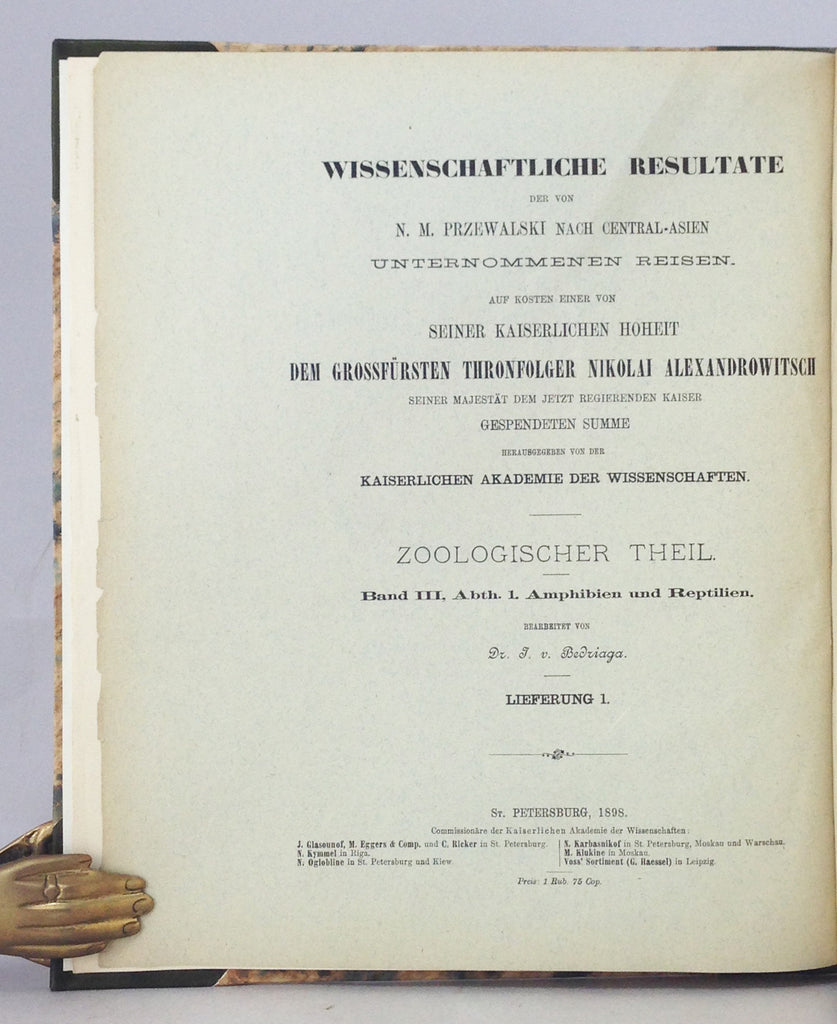 WISSENSCHAFTLICHE RESULTATE
DER VON
N. M. PRZEWALSKI NACH CENTRAL-ASIEN
UNTERNOMMENEN REISEN.
AUF KOSTEN EINER VON
SEINER KAISERLICHEN HOHEIT
DEM GROSSFÜRSTEN THRONFOLGER NIKOLAI ALEXANDROWITSCH
SEINER MAJESTÄT DEM JETZT REGIERENDEN KAISER
GESPENDETEN SUMME
HERAUSGEGEBEN VON DER
KAISERLICHEN AKADEMIE DER WISSENSCHAFTEN.
ZOOLOGISCHER THEIL.
Band III, Abth. 1. Amphibien und Reptilien.
BEARBEITET VON
Dr. J. v. Bedriaga.
LIEFERUNG 1.
ST. PETERSBURG, 1898.
Commissionäre der Kaiserlichen Akademie der Wissenschaften:
J. Glasounof, M. Eggers & Comp. und C. Ricker in St. Petersburg.
N. Kymmel in Riga.
N. Oglobline in St. Petersburg und Kiew.
N. Karbasnikof in St. Petersburg, Moskau und Warschau.
M. Klukine in Moskau.
Voss' Sortiment (G. Haessel) in Leipzig.
Preis: 1 Rub. 75 Cop.